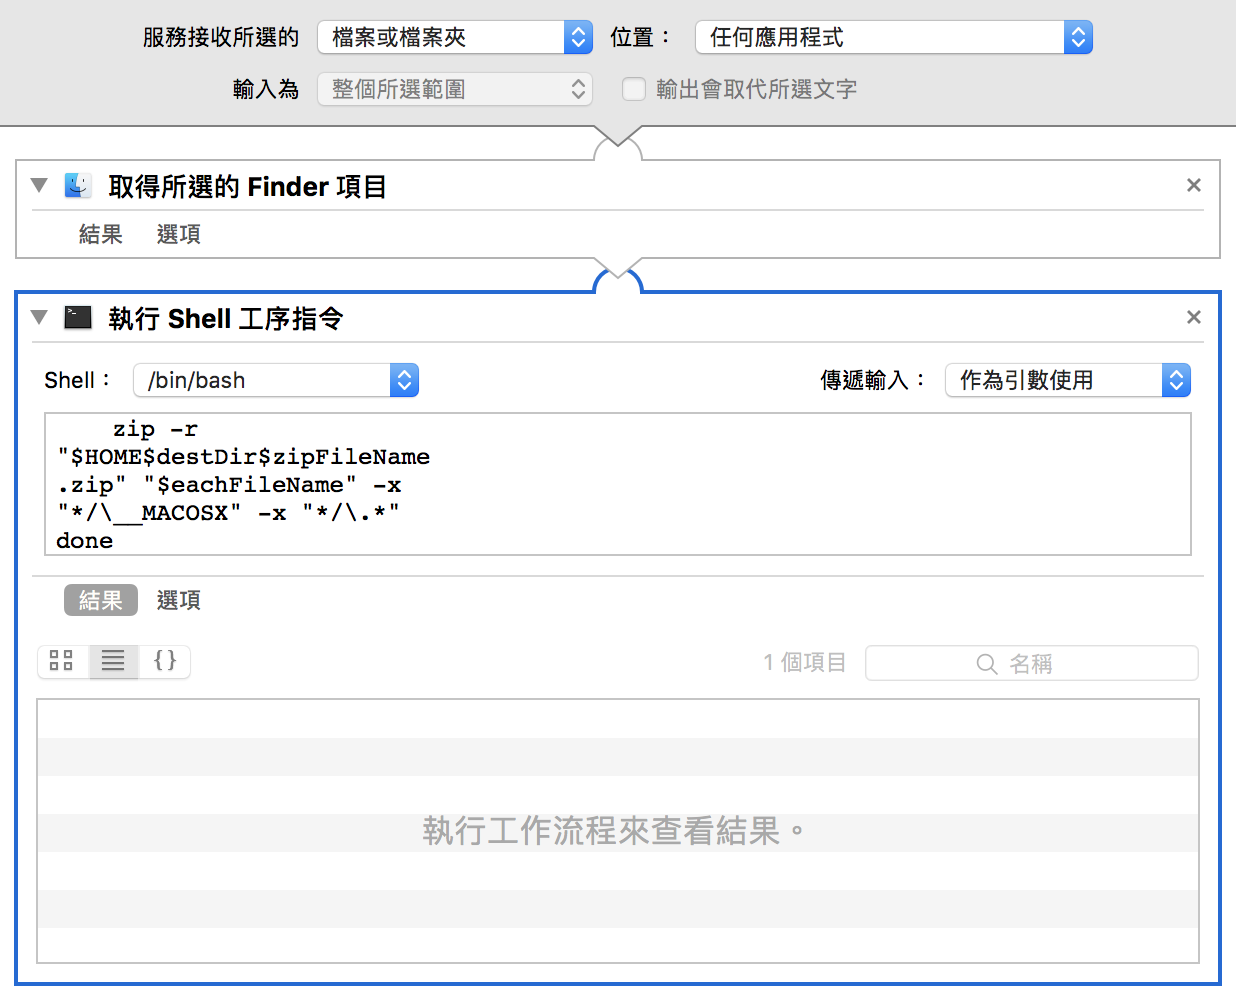 服務接收所選的 檔案或檔案夾 位置： 任何應用程式
輸入為 整個所選範圍 輸出會取代所選文字
取得所選的 Finder 項目
結果 選項
執行 Shell 工序指令
Shell： /bin/bash 傳遞輸入： 作為引數使用
zip -r
"$HOME$destDir$zipFileName
.zip" "$eachFileName" -x
"*/\__MACOSX" -x "*/\.*"
done
結果 選項
{} 1 個項目 名稱
執行工作流程來查看結果。